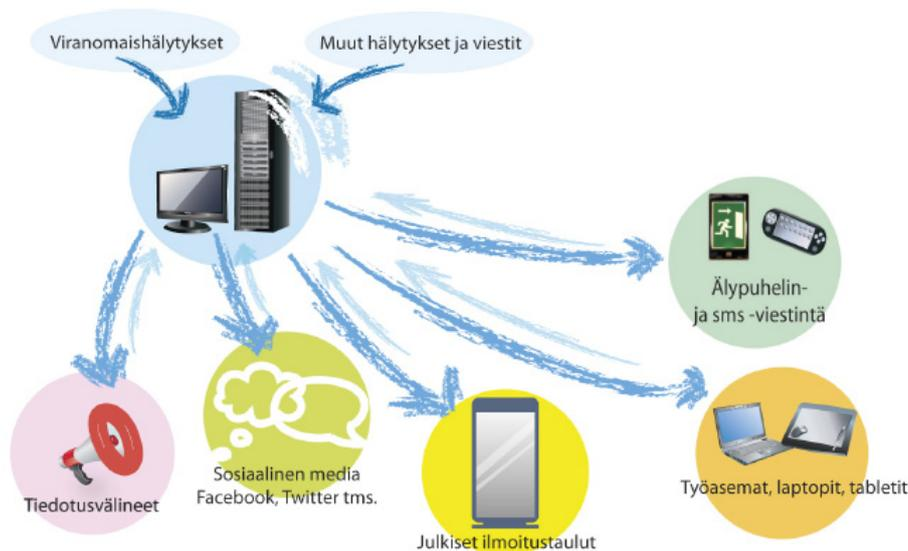 Viranomaishälytykset
Muut hälytykset ja viestit
Älypuhelin-
ja sms -viestintä
Sosiaalinen media
Facebook, Twitter tms.
Työasemat, laptopit, tabletit
Tiedotusvälineet
Julkiset ilmoitustaulut